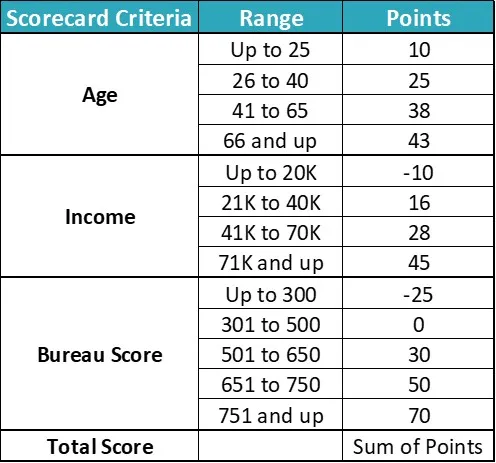 Scorecard Criteria Range Points
Age
Up to 25 10
26 to 40 25
41 to 65 38
66 and up 43
Income
Up to 20K -10
21K to 40K 16
41K to 70K 28
71K and up 45
Bureau Score
Up to 300 -25
301 to 500 0
501 to 650 30
651 to 750 50
751 and up 70
Total Score Sum of Points